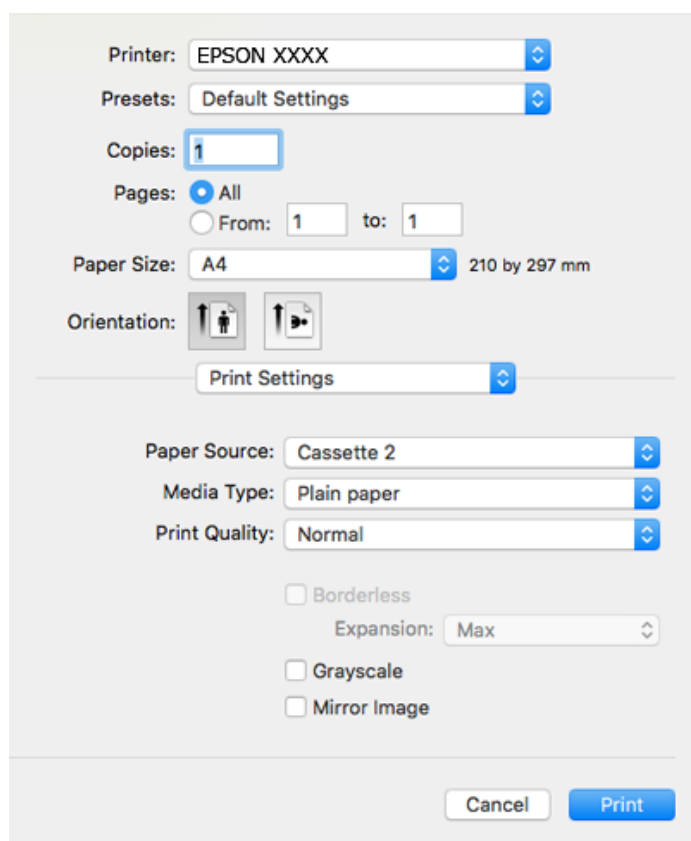 Printer: EPSON XXXX
Presets: Default Settings
Copies: 1
Pages: All
From: 1 to: 1
Paper Size: A4 210 by 297 mm
Orientation:
Print Settings
Paper Source: Cassette 2
Media Type: Plain paper
Print Quality: Normal
Borderless
Expansion: Max
Grayscale
Mirror Image
Cancel Print